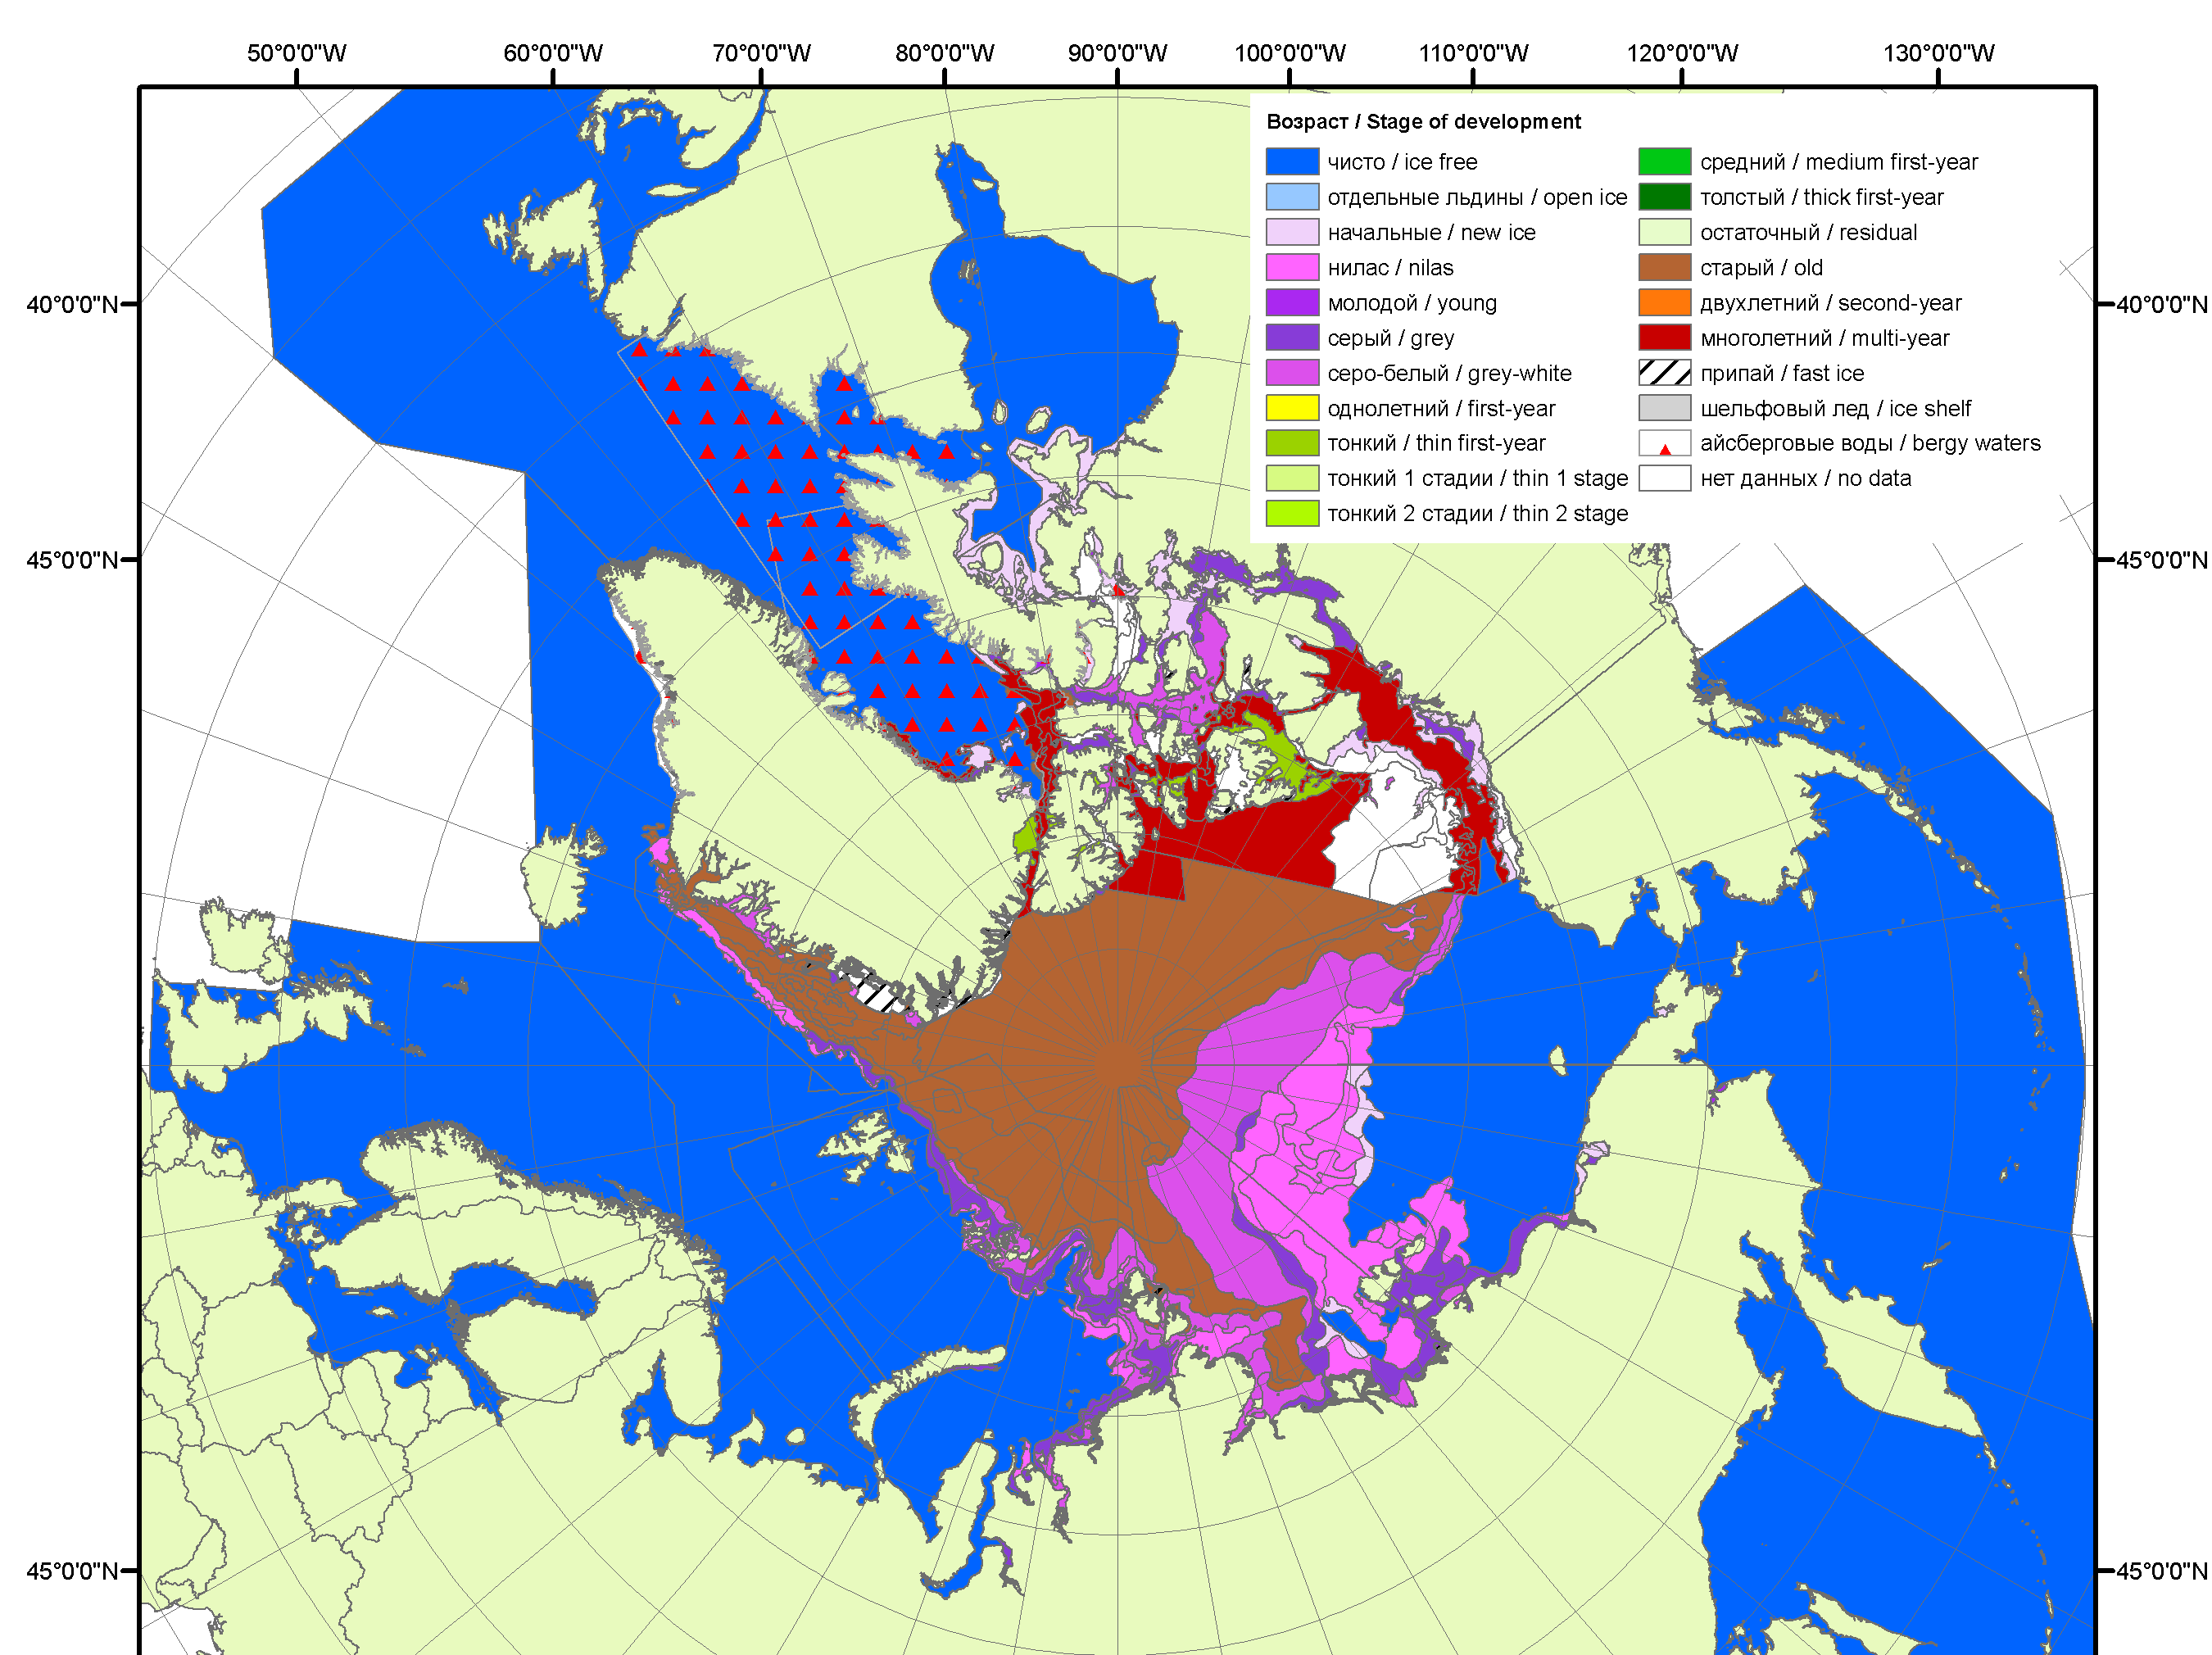 50°0'0"W 60°0'0"W 70°0'0"W 80°0'0"W 90°0'0"W 100°0'0"W 110°0'0"W 120°0'0"W 130°0'0"W
Возраст / Stage of development
чисто / ice free
отдельные льдины / open ice
начальные / new ice
нилас / nilas
молодой / young
серый / grey
серо-белый / grey-white
однолетний / first-year
тонкий / thin first-year
тонкий 1 стадии / thin 1 stage
тонкий 2 стадии / thin 2 stage
средний / medium first-year
толстый / thick first-year
остаточный / residual
старый / old
двухлетний / second-year
многолетний / multi-year
припай / fast ice
шельфовый лед / ice shelf
айсберговые воды / bergy waters
нет данных / no data
40°0'0"N 40°0'0"N
45°0'0"N 45°0'0"N
45°0'0"N 45°0'0"N